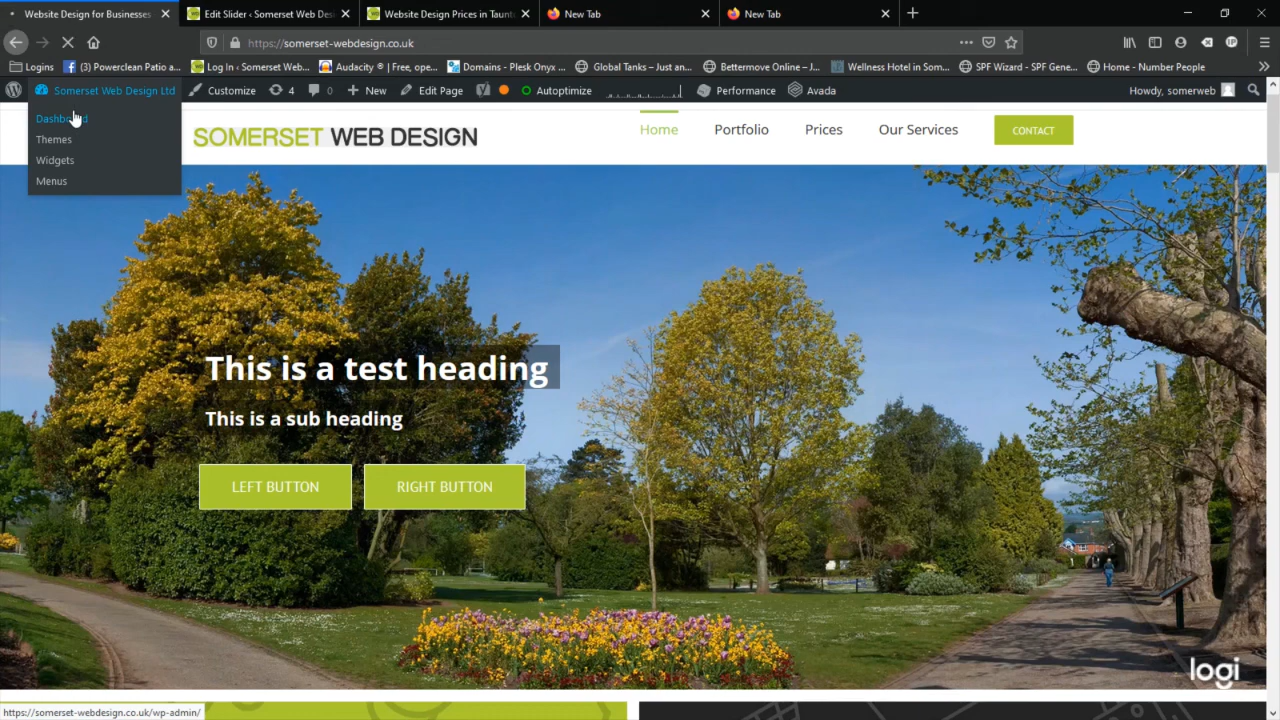 Website Design for Businesses
Edit Slider ‹ Somerset Web Desi
Website Design Prices in Taunt
New Tab
New Tab
https://somerset-webdesign.co.uk
Logins
(3) Powerclean Patio a...
Log In ‹ Somerset Web...
Audacity ® | Free, ope...
Domains - Plesk Onyx ...
Global Tanks – Just an...
Bettermove Online – J...
Wellness Hotel in Som...
SPF Wizard - SPF Gene...
Home - Number People
Somerset Web Design Ltd
Customize
4
0
New
Edit Page
Autoptimize
Performance
Avada
Howdy, somerweb
Dashboard
Themes
Widgets
Menus
SOMERSET WEB DESIGN
Home
Portfolio
Prices
Our Services
CONTACT
This is a test heading
This is a sub heading
LEFT BUTTON
RIGHT BUTTON
logi
https://somerset-webdesign.co.uk/wp-admin/